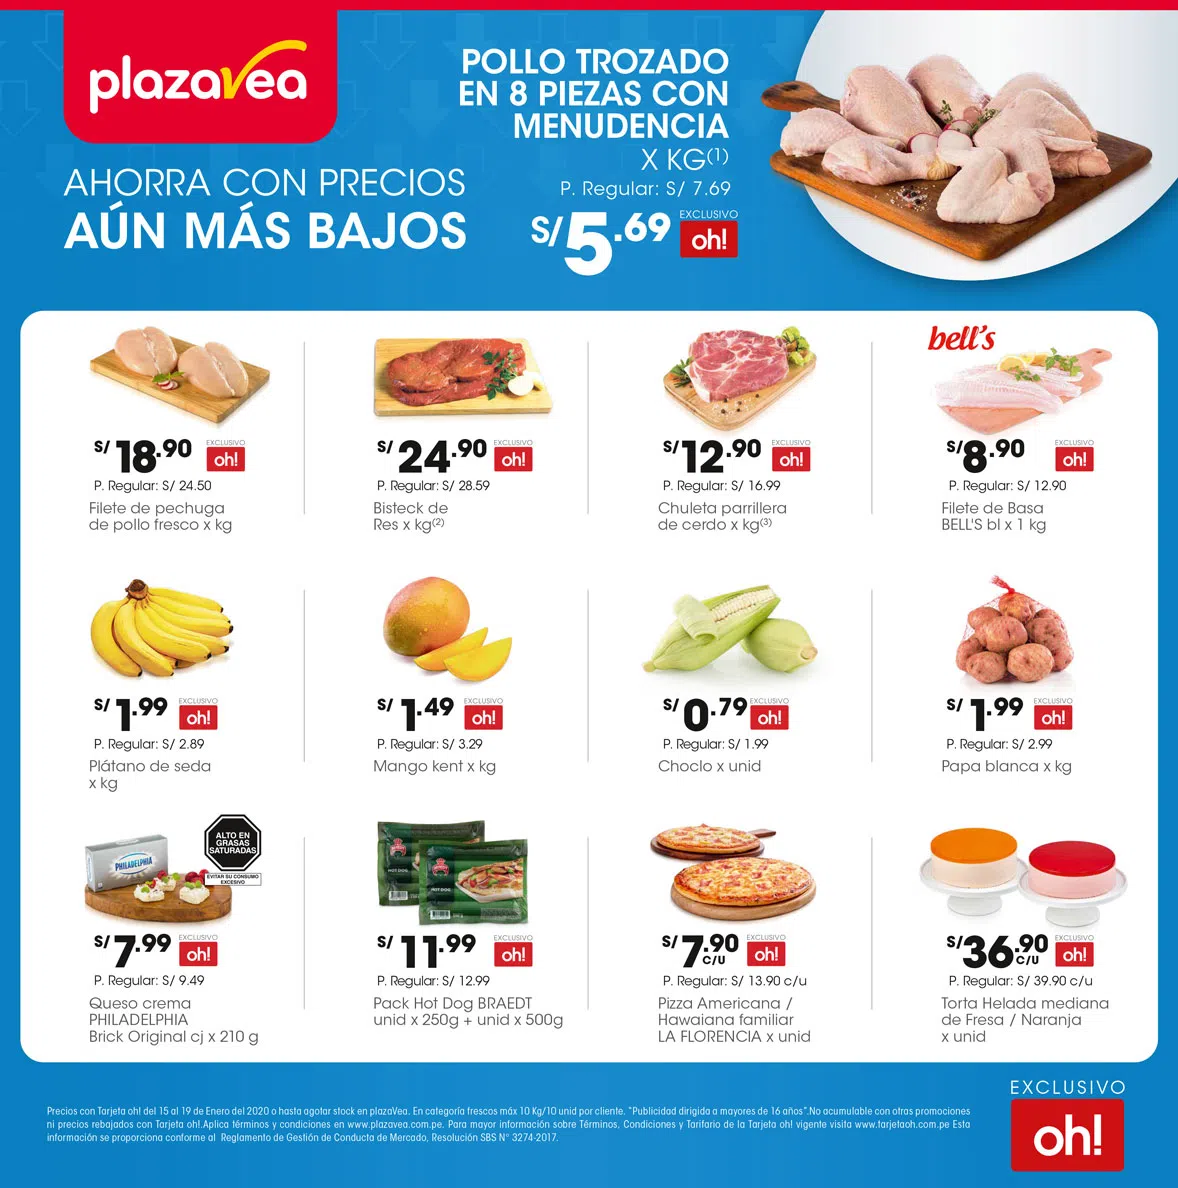 plazavea
AHORRA CON PRECIOS
AÚN MÁS BAJOS
POLLO TROZADO
EN 8 PIEZAS CON
MENUDENCIA
X KG(1)
P. Regular: S/ 7.69
S/5.69
EXCLUSIVO
oh!
S/18.90
EXCLUSIVO
oh!
P. Regular: S/ 24.50
Filete de pechuga
de pollo fresco x kg
S/24.90
EXCLUSIVO
oh!
P. Regular: S/ 28.59
Bisteck de
Res x kg(2)
S/12.90
EXCLUSIVO
oh!
P. Regular: S/ 16.99
Chuleta parrillera
de cerdo x kg(3)
bell's
S/8.90
EXCLUSIVO
oh!
P. Regular: S/ 12.90
Filete de Basa
BELL'S bl x 1 kg
S/1.99
EXCLUSIVO
oh!
P. Regular: S/ 2.89
Plátano de seda
x kg
S/1.49
EXCLUSIVO
oh!
P. Regular: S/ 3.29
Mango kent x kg
S/0.79
EXCLUSIVO
oh!
P. Regular: S/ 1.99
Choclo x unid
S/1.99
EXCLUSIVO
oh!
P. Regular: S/ 2.99
Papa blanca x kg
PHILADELPHIA
ALTO EN
GRASAS
SATURADAS
EVITAR SU CONSUMO
EXCESIVO
S/7.99
EXCLUSIVO
oh!
P. Regular: S/ 9.49
Queso crema
PHILADELPHIA
Brick Original cj x 210 g
HOT DOG
HOT DOG
S/11.99
EXCLUSIVO
oh!
P. Regular: S/ 12.99
Pack Hot Dog BRAEDT
unid x 250g + unid x 500g
S/7.90
C/U
EXCLUSIVO
oh!
P. Regular: S/ 13.90 c/u
Pizza Americana /
Hawaiana familiar
LA FLORENCIA x unid
S/36.90
C/U
EXCLUSIVO
oh!
P. Regular: S/ 39.90 c/u
Torta Helada mediana
de Fresa / Naranja
x unid
Precios con Tarjeta oh! del 15 al 19 de Enero del 2020 o hasta agotar stock en plazaVea. En categoría frescos máx 10 Kg/10 unid por cliente. "Publicidad dirigida a mayores de 16 años".No acumulable con otras promociones
ni precios rebajados con Tarjeta oh!.Aplica términos y condiciones en www.plazavea.com.pe. Para mayor información sobre Términos, Condiciones y Tarifario de la Tarjeta oh! vigente visita www.tarjetaoh.com.pe Esta
información se proporciona conforme al Reglamento de Gestión de Conducta de Mercado, Resolución SBS N° 3274-2017.
EXCLUSIVO
oh!